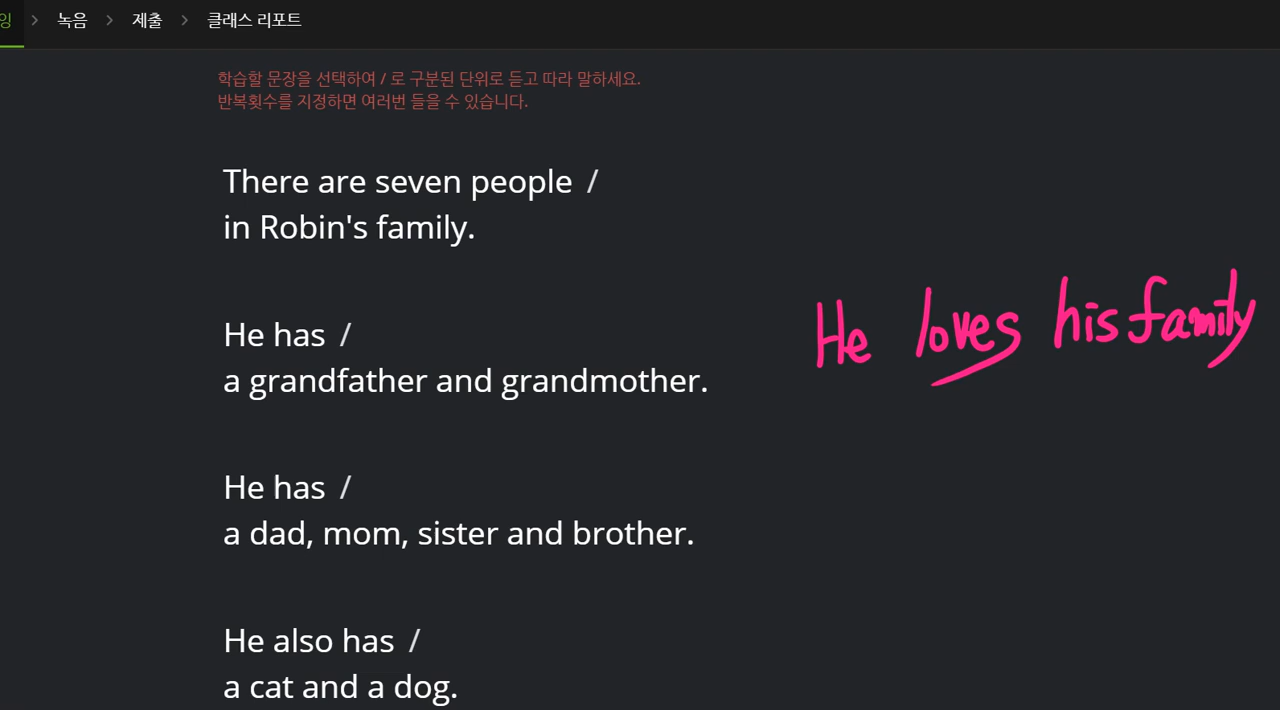 잉 > 녹음 > 제출 > 클래스 리포트
학습할 문장을 선택하여 / 로 구분된 단위로 듣고 따라 말하세요.
반복횟수를 지정하면 여러번 들을 수 있습니다.
There are seven people /
in Robin's family.
He has /
a grandfather and grandmother.
He loves his family
He has /
a dad, mom, sister and brother.
He also has /
a cat and a dog.